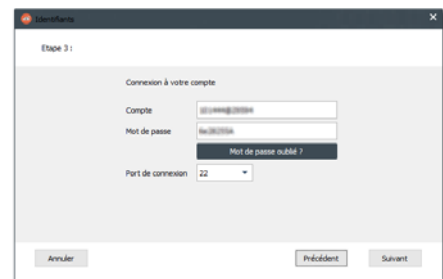 Identifiants
Etape 3 :
Connexion à votre compte
Compte
Mot de passe
Mot de passe oublié ?
Port de connexion 22
Annuler Précédent Suivant